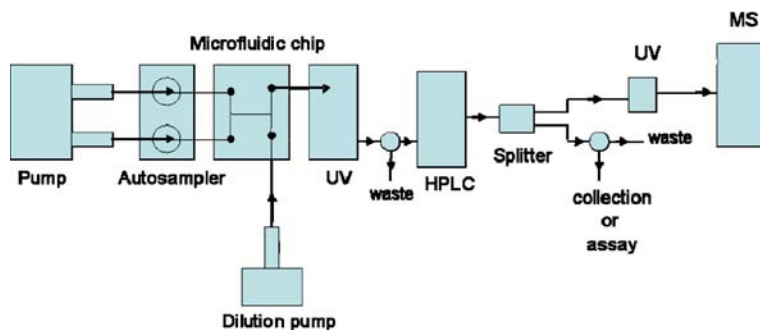 MS
Microfluidic chip
UV
Pump
Autosampler
UV
waste
HPLC
Splitter
waste
collection
or
assay
Dilution pump